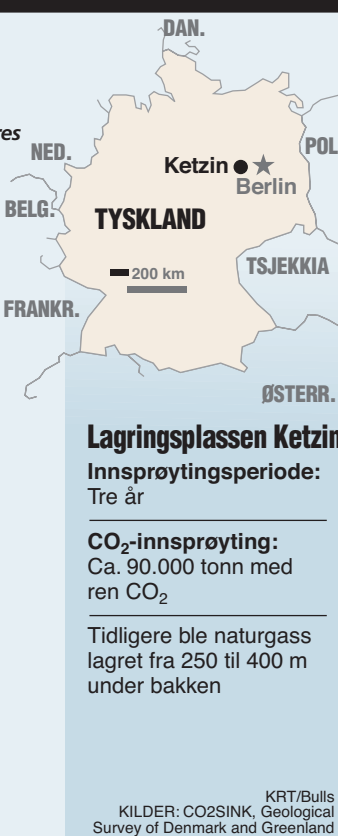 DAN.
res
NED.
POL
Ketzin
Berlin
BELG.
TYSKLAND
TSJEKKIA
200 km
FRANKR.
ØSTERR.
Lagringsplassen Ketzin
Innsprøytingsperiode:
Tre år
CO₂-innsprøyting:
Ca. 90.000 tonn med
ren CO₂
Tidligere ble naturgass
lagret fra 250 til 400 m
under bakken
KRT/Bulls
KILDER: CO2SINK, Geological
Survey of Denmark and Greenland